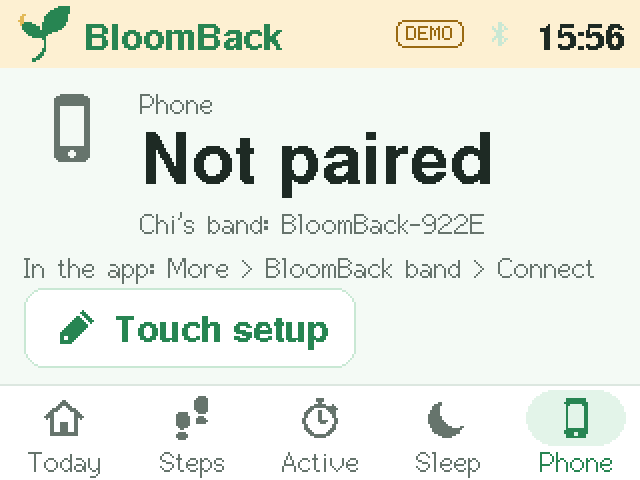 BloomBack
DEMO
15:56
Phone
Not paired
Chi's band: BloomBack-922E
In the app: More > BloomBack band > Connect
Touch setup
Today
Steps
Active
Sleep
Phone